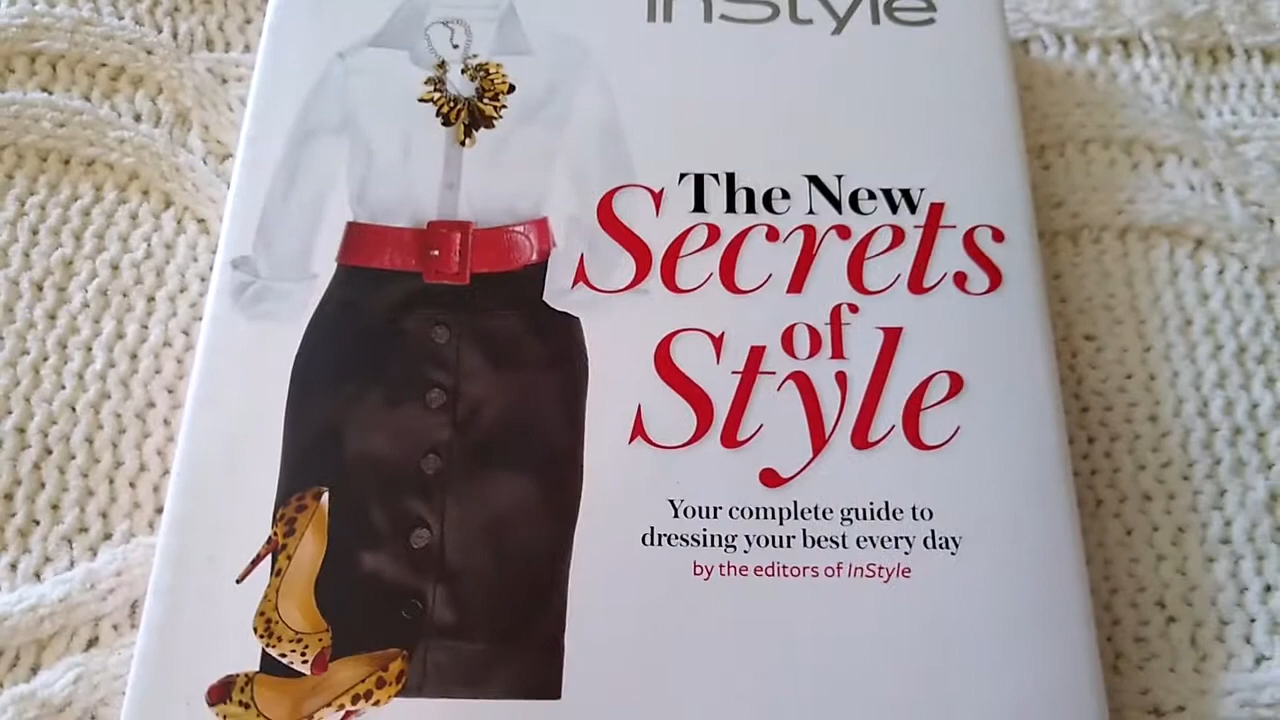 InStyle
The New
Secrets
of
Style
Your complete guide to
dressing your best every day
by the editors of InStyle